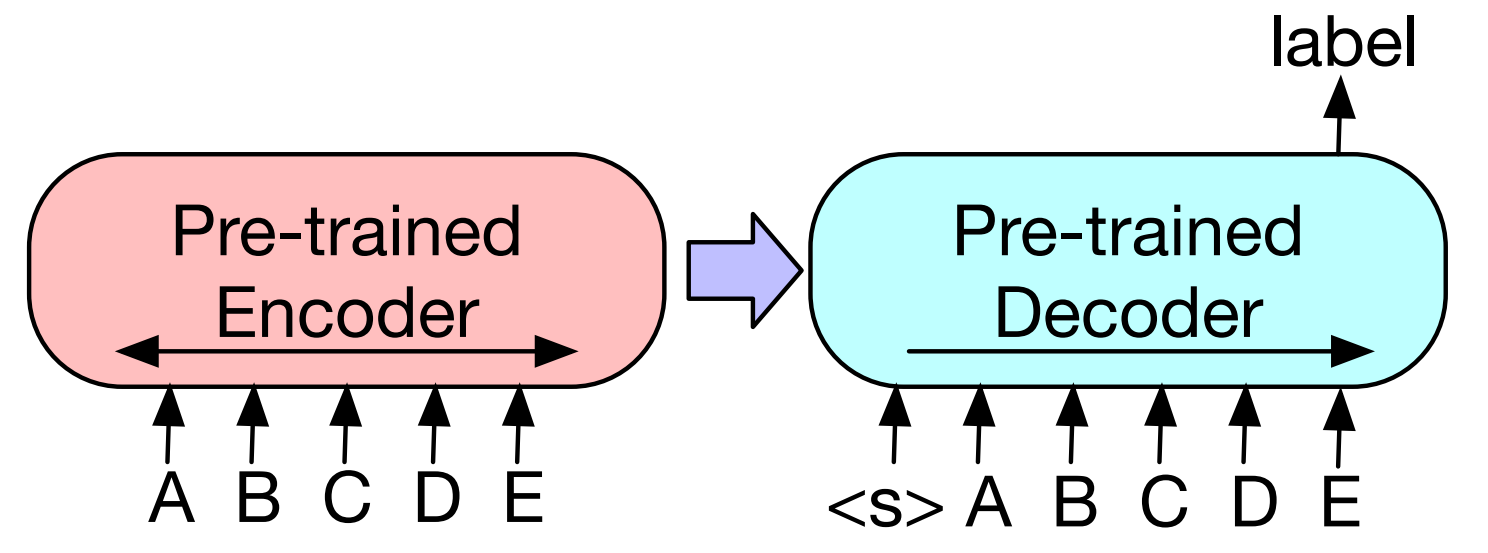 label
Pre-trained
Encoder
Pre-trained
Decoder
A B C D E
<s> A B C D E